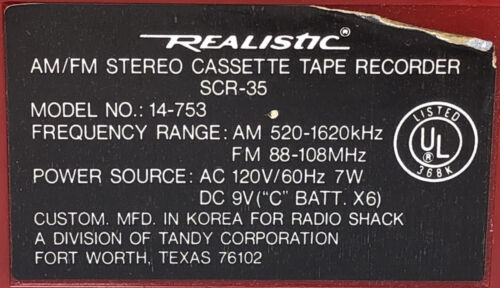 REALISTIC®
AM/FM STEREO CASSETTE TAPE RECORDER
SCR-35
MODEL NO.: 14-753
FREQUENCY RANGE: AM 520-1620kHz
FM 88-108MHz
POWER SOURCE: AC 120V/60Hz 7W
DC 9V("C" BATT. X6)
CUSTOM. MFD. IN KOREA FOR RADIO SHACK
A DIVISION OF TANDY CORPORATION
FORT WORTH, TEXAS 76102
LISTED
UL®
368K